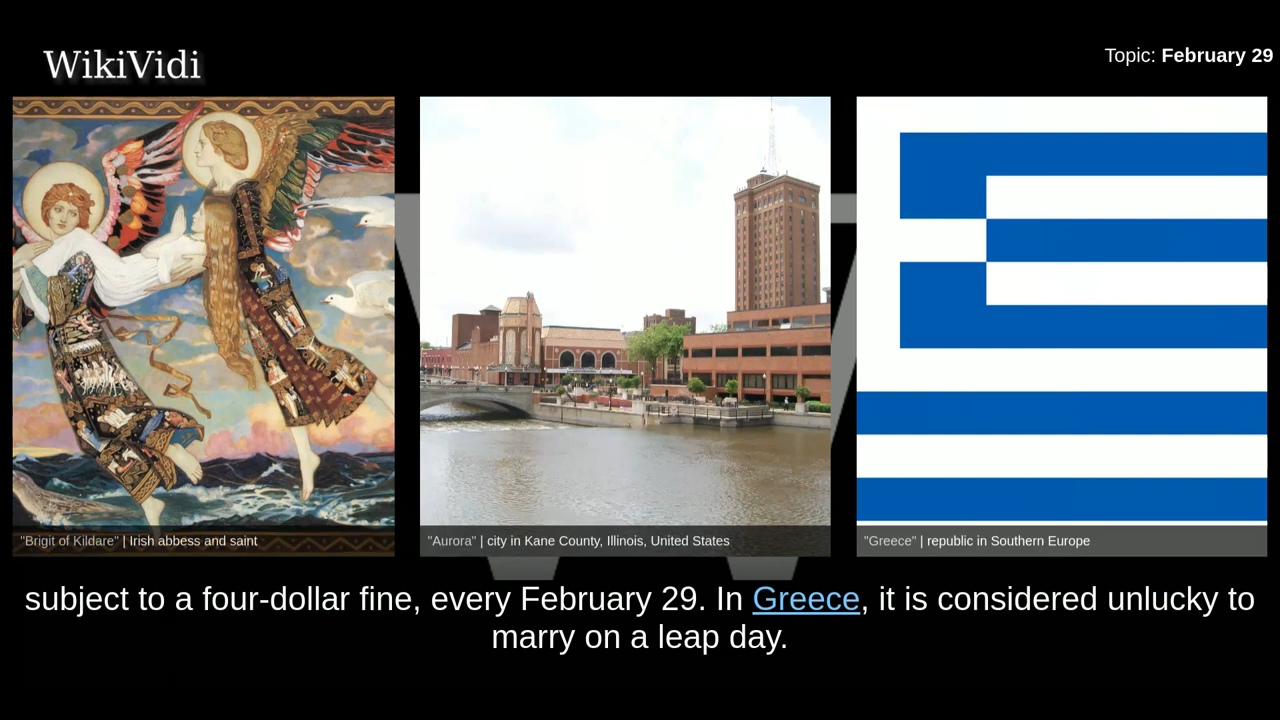 WikiVidi
Topic: February 29
"Brigit of Kildare" | Irish abbess and saint
"Aurora" | city in Kane County, Illinois, United States
"Greece" | republic in Southern Europe
subject to a four-dollar fine, every February 29. In Greece, it is considered unlucky to
marry on a leap day.